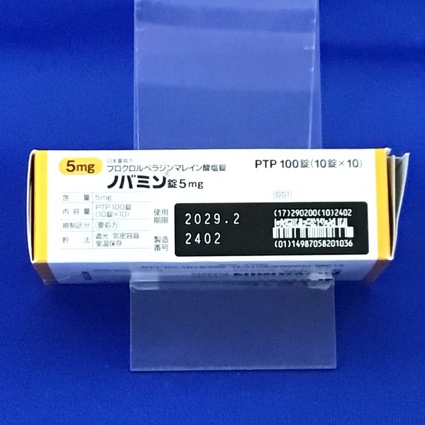 5mg
日本薬局方
プロクロルペラジンマレイン酸塩錠
PTP 100錠(10錠×10)
ノバミン錠5mg
GS1
含量 5mg
内容量 PTP 100錠
(10錠×10)
規制区分 (要処方)
貯法 遮光 気密容器
室温保存
使用
期限
2029.2
製造
番号
2402
(17)290200(10)2402
(01)14987058201036